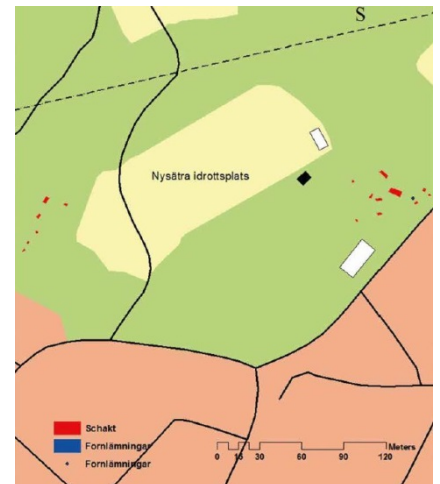 S
Nysätra idrottsplats
Schakt
Fornlämningar
Fornlämningar
Meters
0 15 30 60 90 120